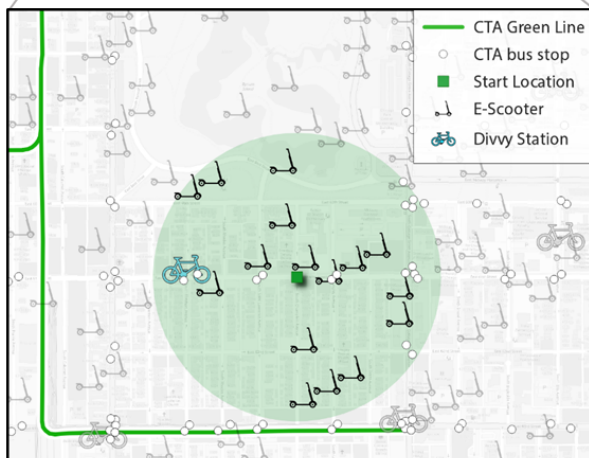 CTA Green Line
CTA bus stop
Start Location
E-Scooter
Divvy Station